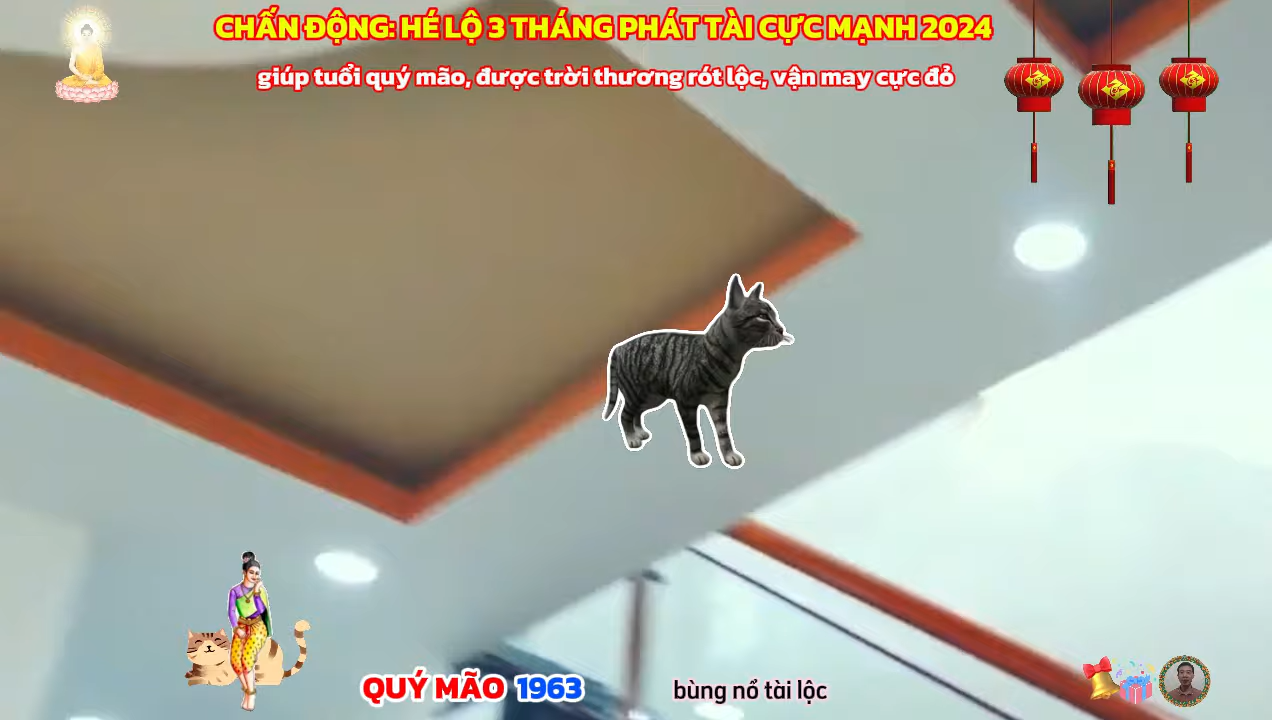 CHẤN ĐỘNG: HÉ LỘ 3 THÁNG PHÁT TÀI CỰC MẠNH 2024
giúp tuổi quý mão, được trời thương rót lộc, vận may cực đỏ
QUÝ MÃO 1963
bùng nổ tài lộc